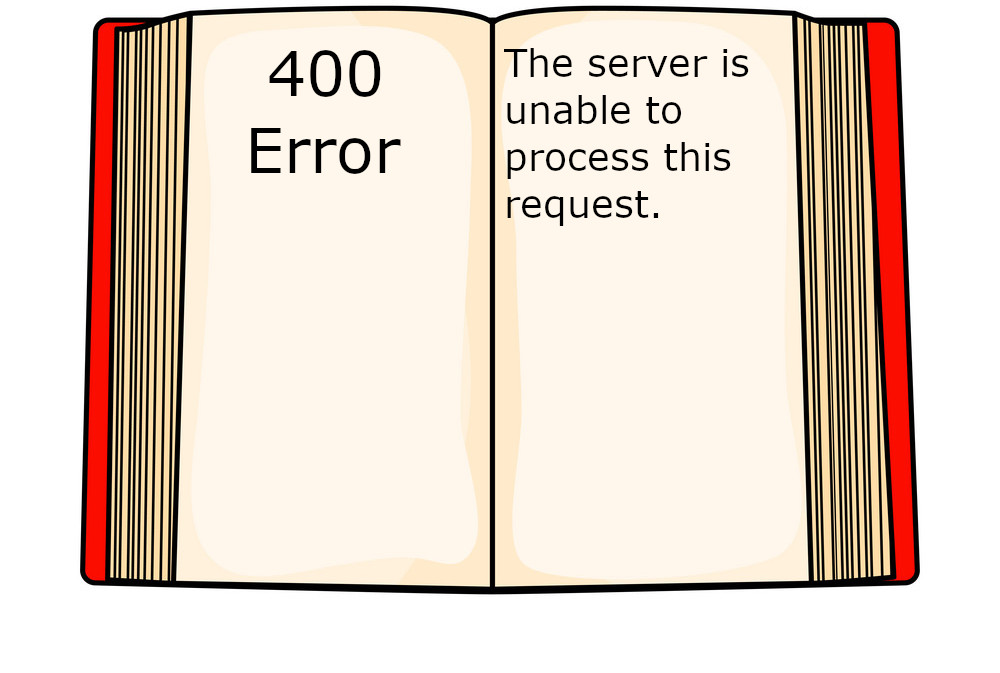 400
Error
The server is
unable to
process this
request.